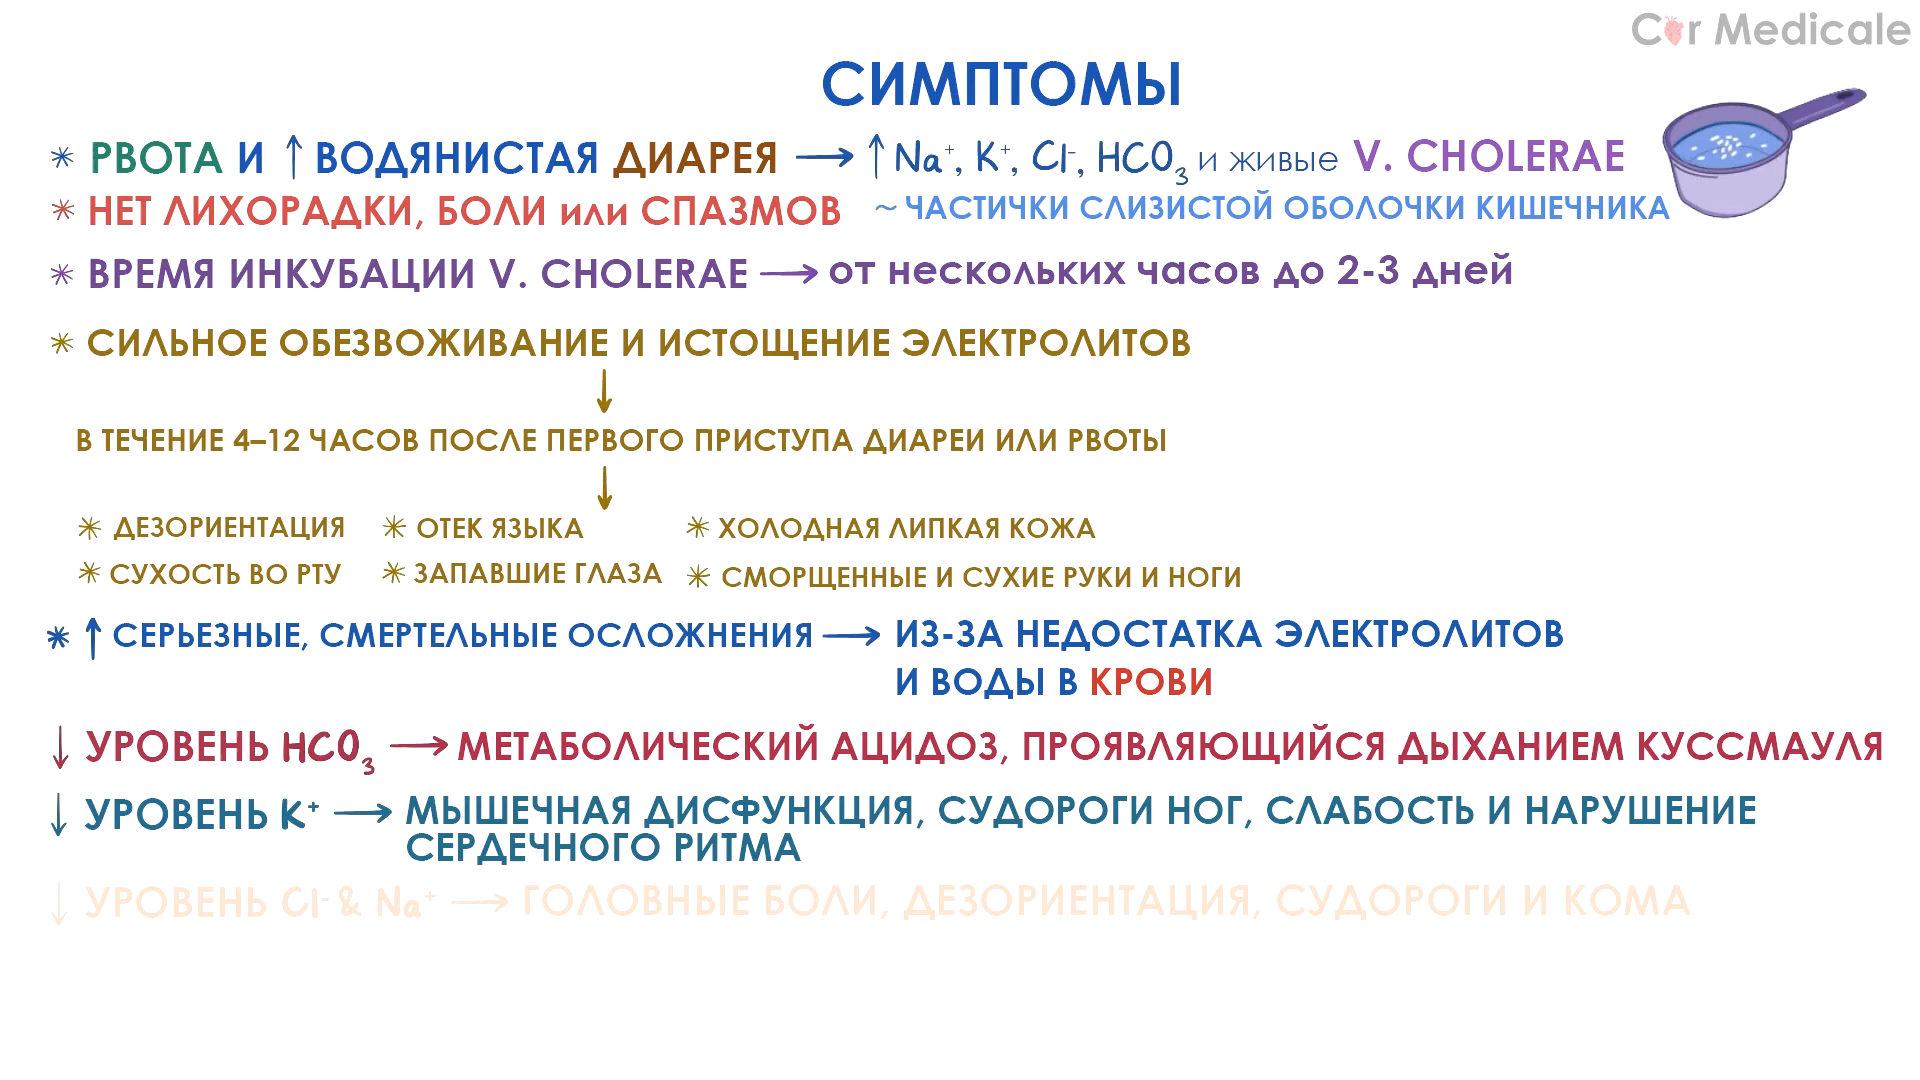 Cor Medicale
СИМПТОМЫ
* РВОТА И ↑ ВОДЯНИСТАЯ ДИАРЕЯ → ↑ Na⁺, K⁺, Cl⁻, HCO₃ и живые V. CHOLERAE
* НЕТ ЛИХОРАДКИ, БОЛИ или СПАЗМОВ ~ ЧАСТИЧКИ СЛИЗИСТОЙ ОБОЛОЧКИ КИШЕЧНИКА
* ВРЕМЯ ИНКУБАЦИИ V. CHOLERAE → от нескольких часов до 2-3 дней
* СИЛЬНОЕ ОБЕЗВОЖИВАНИЕ И ИСТОЩЕНИЕ ЭЛЕКТРОЛИТОВ
↓
В ТЕЧЕНИЕ 4–12 ЧАСОВ ПОСЛЕ ПЕРВОГО ПРИСТУПА ДИАРЕИ ИЛИ РВОТЫ
↓
* ДЕЗОРИЕНТАЦИЯ * ОТЕК ЯЗЫКА * ХОЛОДНАЯ ЛИПКАЯ КОЖА
* СУХОСТЬ ВО РТУ * ЗАПАВШИЕ ГЛАЗА * СМОРЩЕННЫЕ И СУХИЕ РУКИ И НОГИ
* ↑ СЕРЬЕЗНЫЕ, СМЕРТЕЛЬНЫЕ ОСЛОЖНЕНИЯ → ИЗ-ЗА НЕДОСТАТКА ЭЛЕКТРОЛИТОВ
И ВОДЫ В КРОВИ
↓ УРОВЕНЬ HCO₃ → МЕТАБОЛИЧЕСКИЙ АЦИДОЗ, ПРОЯВЛЯЮЩИЙСЯ ДЫХАНИЕМ КУССМАУЛЯ
↓ УРОВЕНЬ K⁺ → МЫШЕЧНАЯ ДИСФУНКЦИЯ, СУДОРОГИ НОГ, СЛАБОСТЬ И НАРУШЕНИЕ
СЕРДЕЧНОГО РИТМА
↓ УРОВЕНЬ Cl⁻ & Na⁺ → ГОЛОВНЫЕ БОЛИ, ДЕЗОРИЕНТАЦИЯ, СУДОРОГИ И КОМА